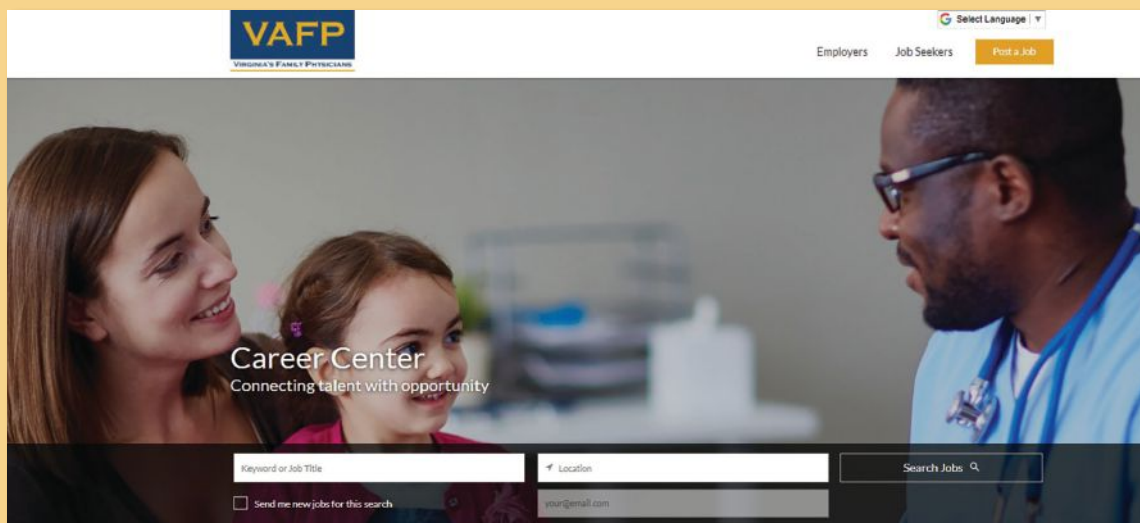 VAFP
VIRGINIA'S FAMILY PHYSICIANS
G Select Language ▼
Employers Job Seekers Post a Job
Career Center
Connecting talent with opportunity
Keyword or Job Title Location Search Jobs
Send me new jobs for this search your@email.com